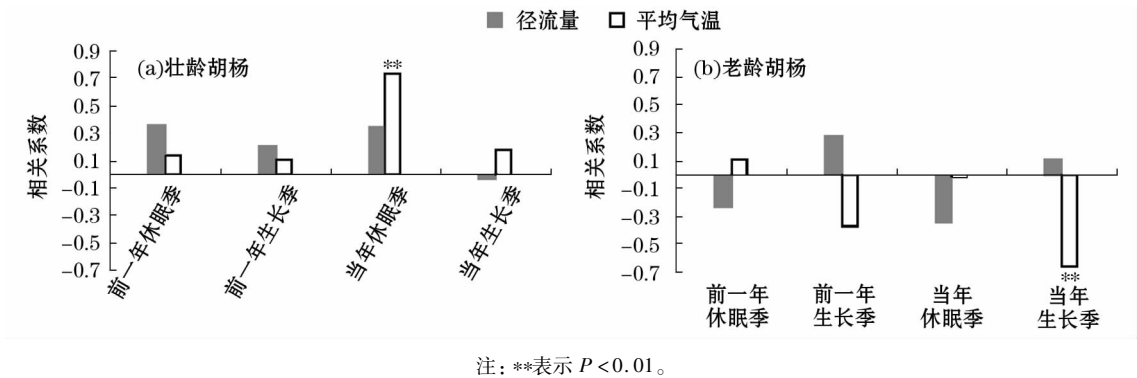 径流量 平均气温
(a)壮龄胡杨
相关系数
0.9
0.7
0.5
0.3
0.1
-0.1
-0.3
-0.5
-0.7
**
前一年休眠季
前一年生长季
当年休眠季
当年生长季
(b)老龄胡杨
相关系数
0.9
0.7
0.5
0.3
0.1
-0.1
-0.3
-0.5
-0.7
**
前一年
休眠季
前一年
生长季
当年
休眠季
当年
生长季
注: **表示 P<0.01。